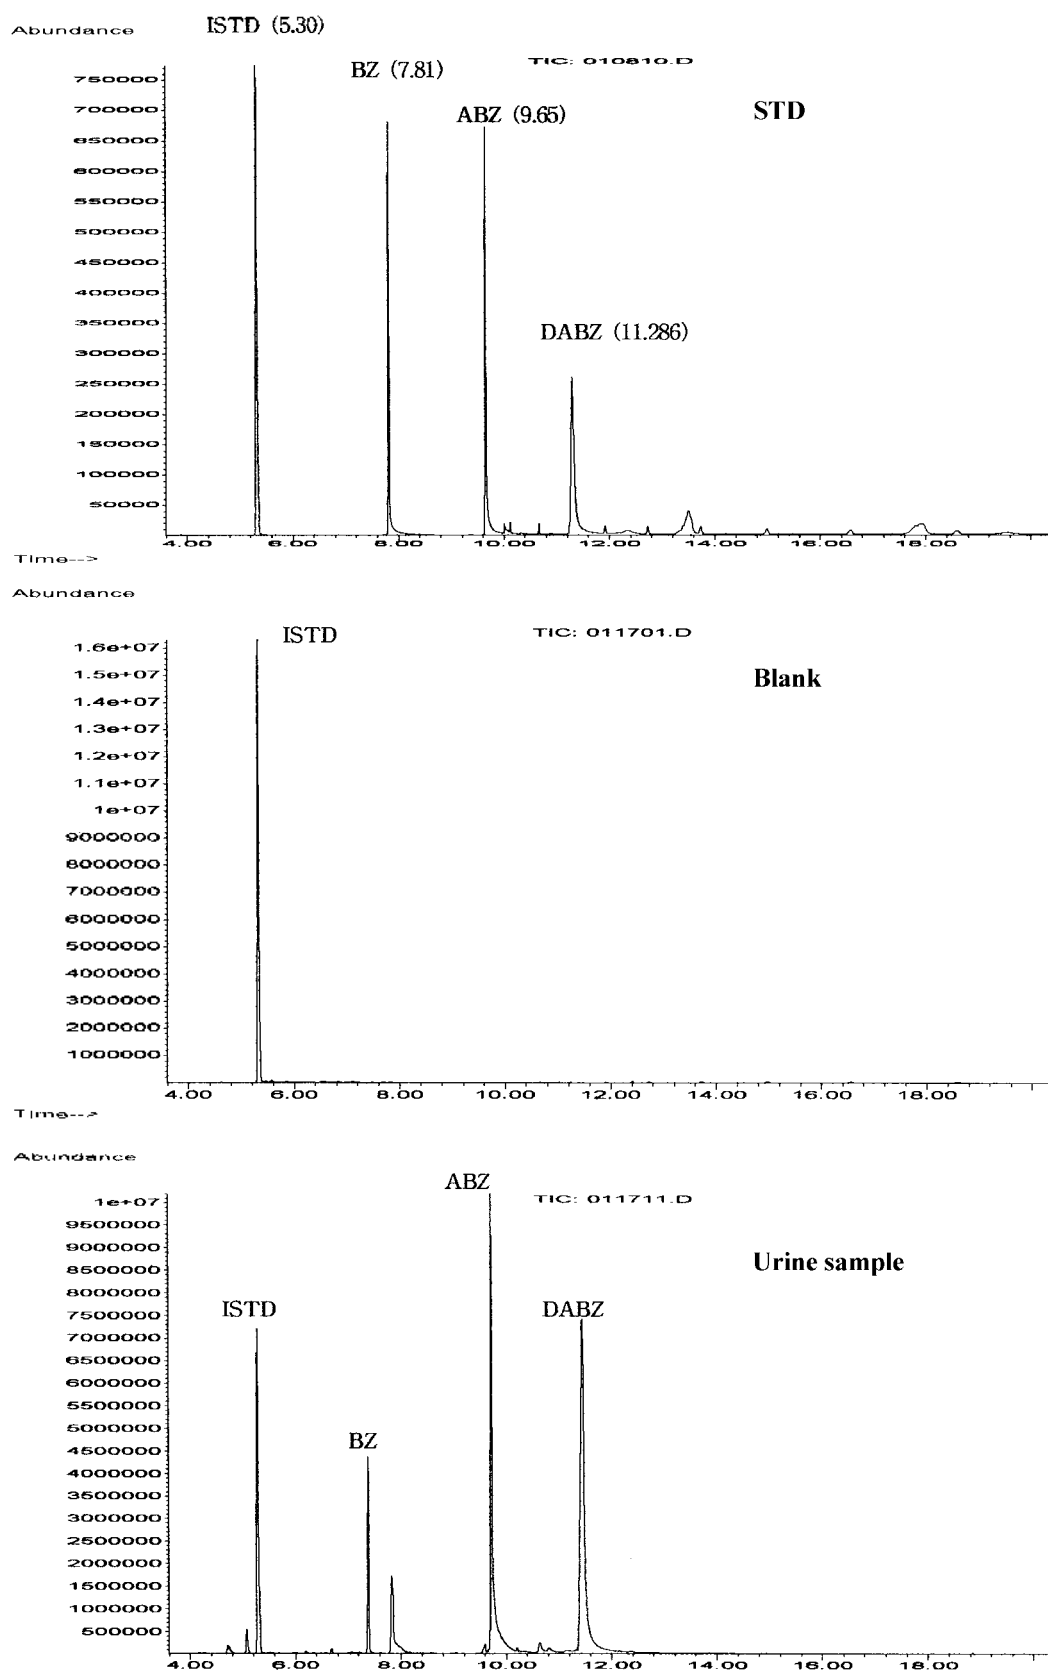 ISTD (5.30)
Abundance
BZ (7.81)
TIC: 010810.D
750000
ABZ (9.65)
STD
700000
650000
600000
550000
500000
450000
400000
350000
DABZ (11.286)
300000
250000
200000
150000
100000
50000
4.00 6.00 8.00 10.00 12.00 14.00 16.00 18.00
Time-->
Abundance
ISTD
TIC: 011701.D
1.6e+07
1.5e+07
Blank
1.4e+07
1.3e+07
1.2e+07
1.1e+07
1e+07
9000000
8000000
7000000
6000000
5000000
4000000
3000000
2000000
1000000
4.00 6.00 8.00 10.00 12.00 14.00 16.00 18.00
Time-->
Abundance
ABZ
TIC: 011711.D
1e+07
9500000
9000000
Urine sample
8500000
8000000
ISTD
DABZ
7500000
7000000
6500000
6000000
5500000
5000000
BZ
4500000
4000000
3500000
3000000
2500000
2000000
1500000
1000000
500000
4.00 6.00 8.00 10.00 12.00 14.00 16.00 18.00